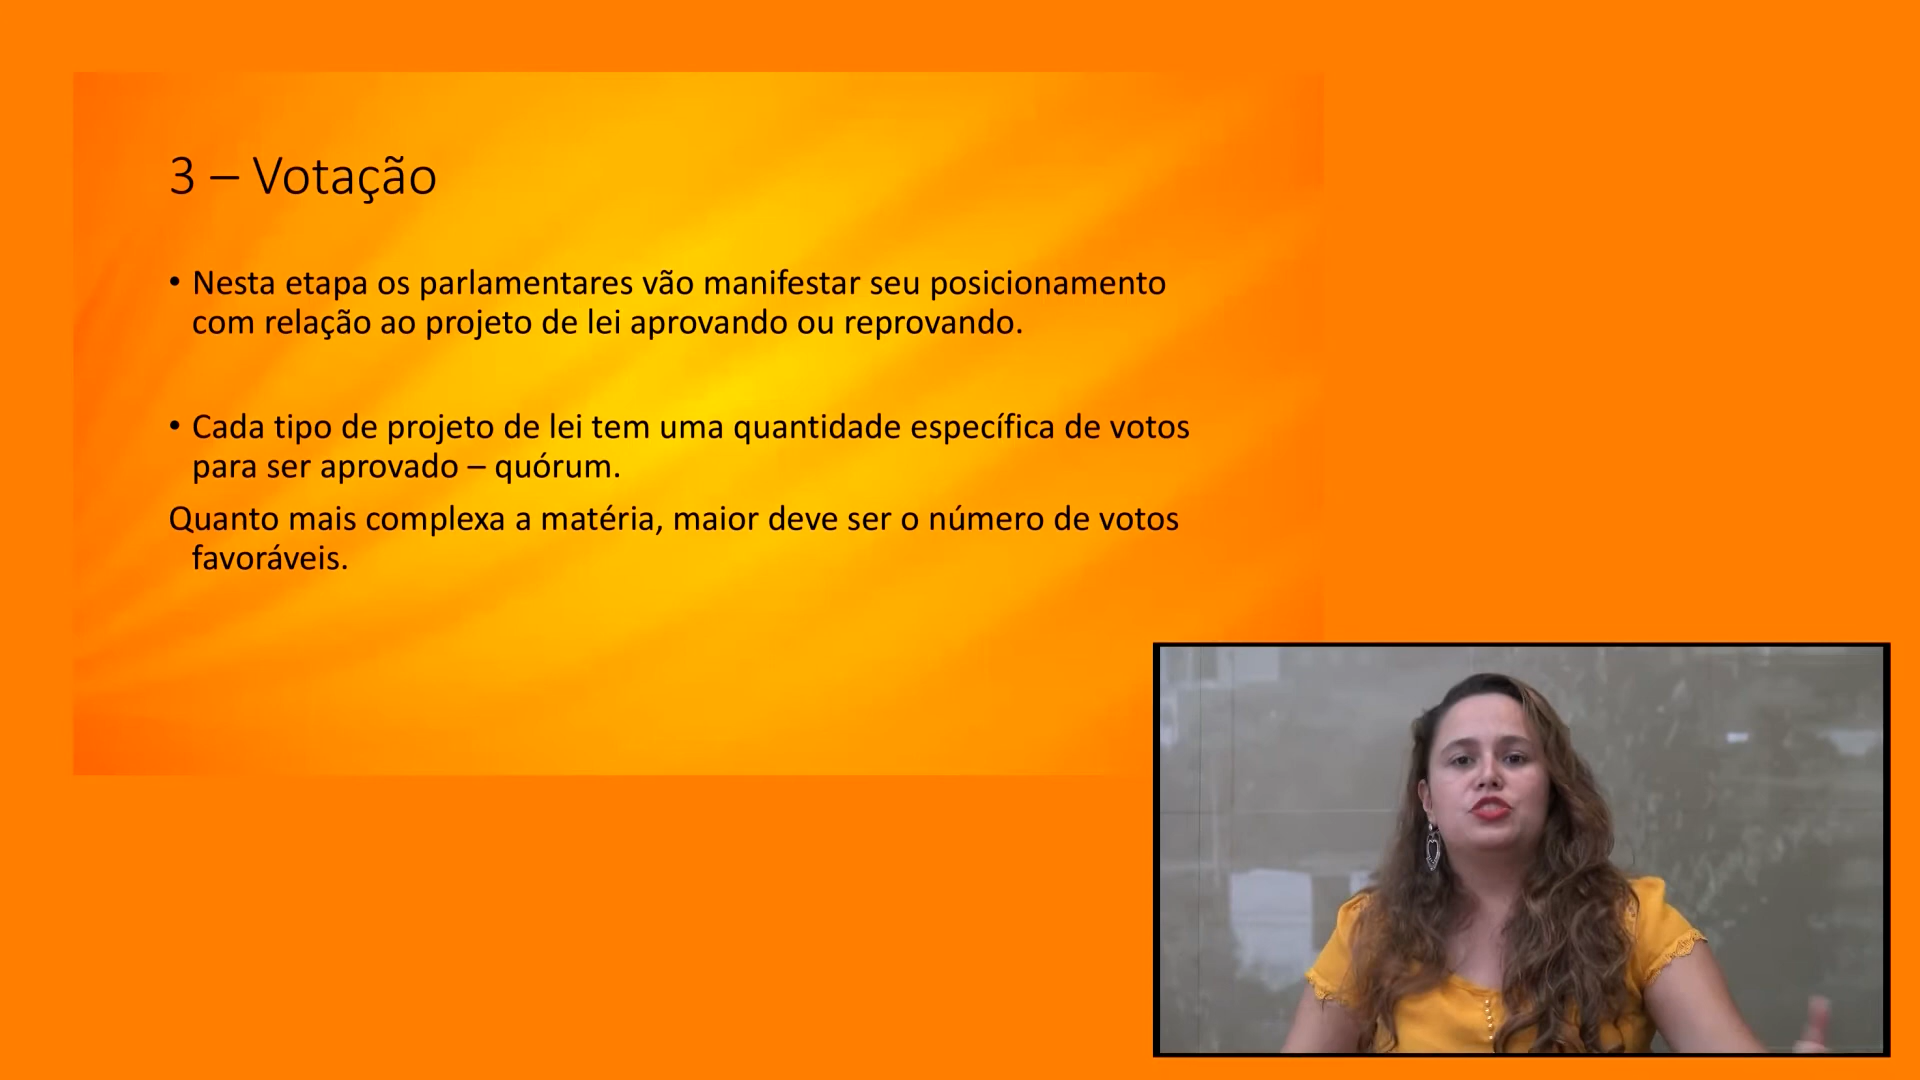 3 – Votação
• Nesta etapa os parlamentares vão manifestar seu posicionamento
com relação ao projeto de lei aprovando ou reprovando.
• Cada tipo de projeto de lei tem uma quantidade específica de votos
para ser aprovado – quórum.
Quanto mais complexa a matéria, maior deve ser o número de votos
favoráveis.